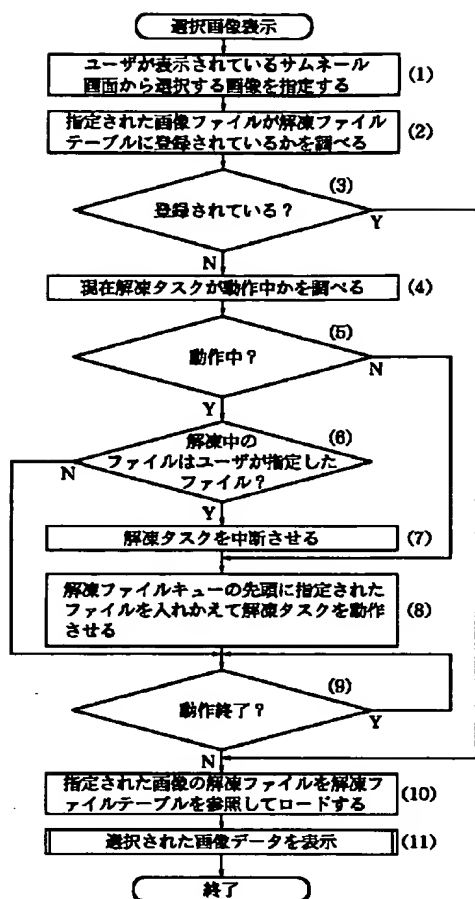 選択画像表示
ユーザが表示されているサムネール
画面から選択する画像を指定する
(1)
指定された画像ファイルが解凍ファイル
テーブルに登録されているかを調べる
(2)
(3)
登録されている?
Y
N
現在解凍タスクが動作中かを調べる
(4)
(5)
動作中?
N
Y
(6)
解凍中の
ファイルはユーザが指定した
ファイル?
N
Y
解凍タスクを中断させる
(7)
解凍ファイルキューの先頭に指定された
ファイルを入れかえて解凍タスクを動作
させる
(8)
(9)
動作終了?
Y
N
指定された画像の解凍ファイルを解凍フ
ァイルテーブルを参照してロードする
(10)
選択された画像データを表示
(11)
終了